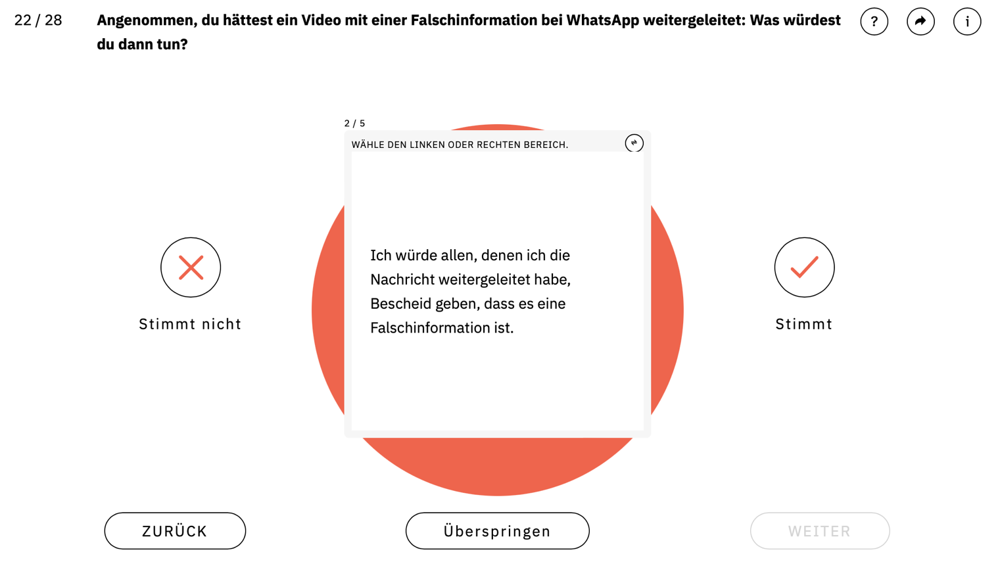 22 / 28
Angenommen, du hättest ein Video mit einer Falschinformation bei WhatsApp weitergeleitet: Was würdest
du dann tun?
?
i
2 / 5
WÄHLE DEN LINKEN ODER RECHTEN BEREICH.
Ich würde allen, denen ich die
Nachricht weitergeleitet habe,
Bescheid geben, dass es eine
Falschinformation ist.
Stimmt nicht
Stimmt
ZURÜCK
Überspringen
WEITER